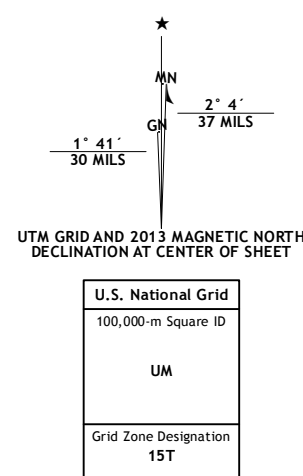 ★
MN
GN
2° 4´
37 MILS
1° 41´
30 MILS
UTM GRID AND 2013 MAGNETIC NORTH
DECLINATION AT CENTER OF SHEET
U.S. National Grid
100,000-m Square ID
UM
Grid Zone Designation
15T